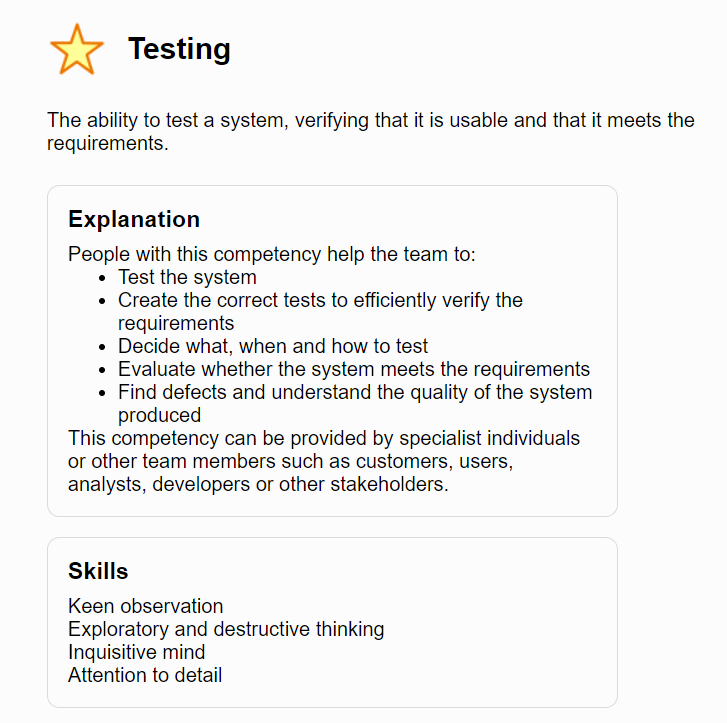 Testing
The ability to test a system, verifying that it is usable and that it meets the
requirements.
Explanation
People with this competency help the team to:
• Test the system
• Create the correct tests to efficiently verify the
requirements
• Decide what, when and how to test
• Evaluate whether the system meets the requirements
• Find defects and understand the quality of the system
produced
This competency can be provided by specialist individuals
or other team members such as customers, users,
analysts, developers or other stakeholders.
Skills
Keen observation
Exploratory and destructive thinking
Inquisitive mind
Attention to detail